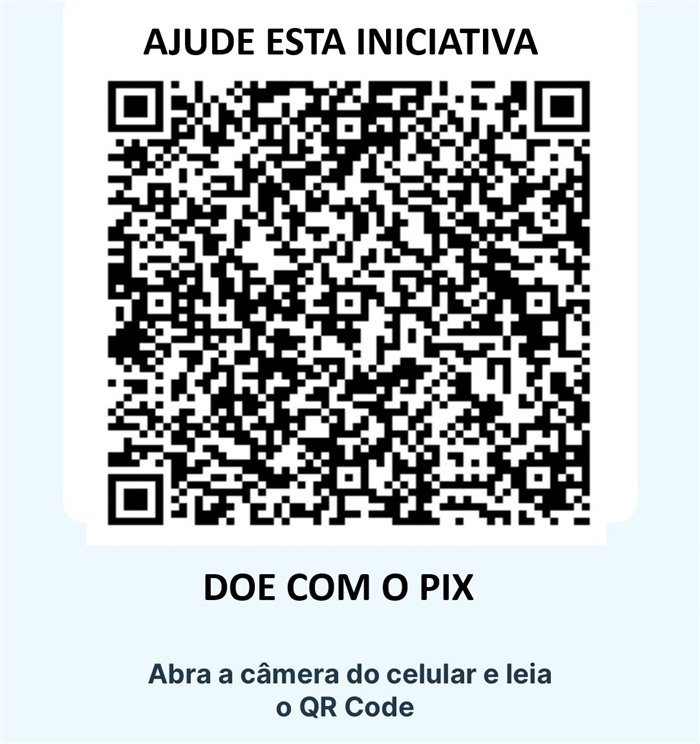 AJUDE ESTA INICIATIVA
DOE COM O PIX
Abra a câmera do celular e leia
o QR Code